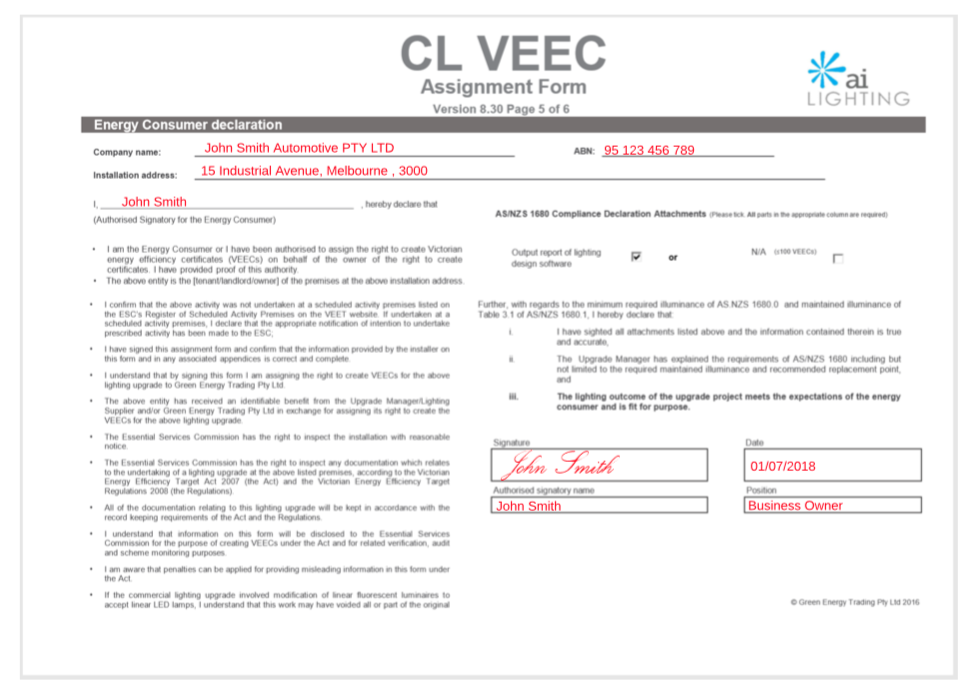 CL VEEC
Assignment Form
Version 8.30 Page 5 of 6
ai
LIGHTING
Energy Consumer declaration
Company name: John Smith Automotive PTY LTD
ABN: 95 123 456 789
Installation address: 15 Industrial Avenue, Melbourne , 3000
I, John Smith , hereby declare that
(Authorised Signatory for the Energy Consumer)
• I am the Energy Consumer or I have been authorised to assign the right to create Victorian
energy efficiency certificates (VEECs) on behalf of the owner of the right to create
certificates. I have provided proof of this authority.
• The above entity is the [tenant/landlord/owner] of the premises at the above installation address.
• I confirm that the above activity was not undertaken at a scheduled activity premises listed on
the ESC's Register of Scheduled Activity Premises on the VEET website. If undertaken at a
scheduled activity premises, I declare that the appropriate notification of intention to undertake
prescribed activity has been made to the ESC;
• I have signed this assignment form and confirm that the information provided by the installer on
this form and in any associated appendices is correct and complete.
• I understand that by signing this form I am assigning the right to create VEECs for the above
lighting upgrade to Green Energy Trading Pty Ltd.
• The above entity has received an identifiable benefit from the Upgrade Manager/Lighting
Supplier and/or Green Energy Trading Pty Ltd in exchange for assigning its right to create the
VEECs for the above lighting upgrade.
• The Essential Services Commission has the right to inspect the installation with reasonable
notice.
• The Essential Services Commission has the right to inspect any documentation which relates
to the undertaking of a lighting upgrade at the above listed premises, according to the Victorian
Energy Efficiency Target Act 2007 (the Act) and the Victorian Energy Efficiency Target
Regulations 2008 (the Regulations).
• All of the documentation relating to this lighting upgrade will be kept in accordance with the
record keeping requirements of the Act and the Regulations.
• I understand that information on this form will be disclosed to the Essential Services
Commission for the purpose of creating VEECs under the Act and for related verification, audit
and scheme monitoring purposes.
• I am aware that penalties can be applied for providing misleading information in this form under
the Act.
• If the commercial lighting upgrade involved modification of linear fluorescent luminaires to
accept linear LED lamps, I understand that this work may have voided all or part of the original
AS/NZS 1680 Compliance Declaration Attachments (Please tick. All parts in the appropriate column are required)
Output report of lighting
design software
or
N/A (≤100 VEECs)
Further, with regards to the minimum required illuminance of AS NZS 1680.0 and maintained illuminance of
Table 3.1 of AS/NZS 1680.1, I hereby declare that:
i. I have sighted all attachments listed above and the information contained therein is true
and accurate,
ii. The Upgrade Manager has explained the requirements of AS/NZS 1680 including but
not limited to the required maintained illuminance and recommended replacement point,
and
iii. The lighting outcome of the upgrade project meets the expectations of the energy
consumer and is fit for purpose.
Signature
John Smith
Date
01/07/2018
Authorised signatory name
John Smith
Position
Business Owner
© Green Energy Trading Pty Ltd 2016